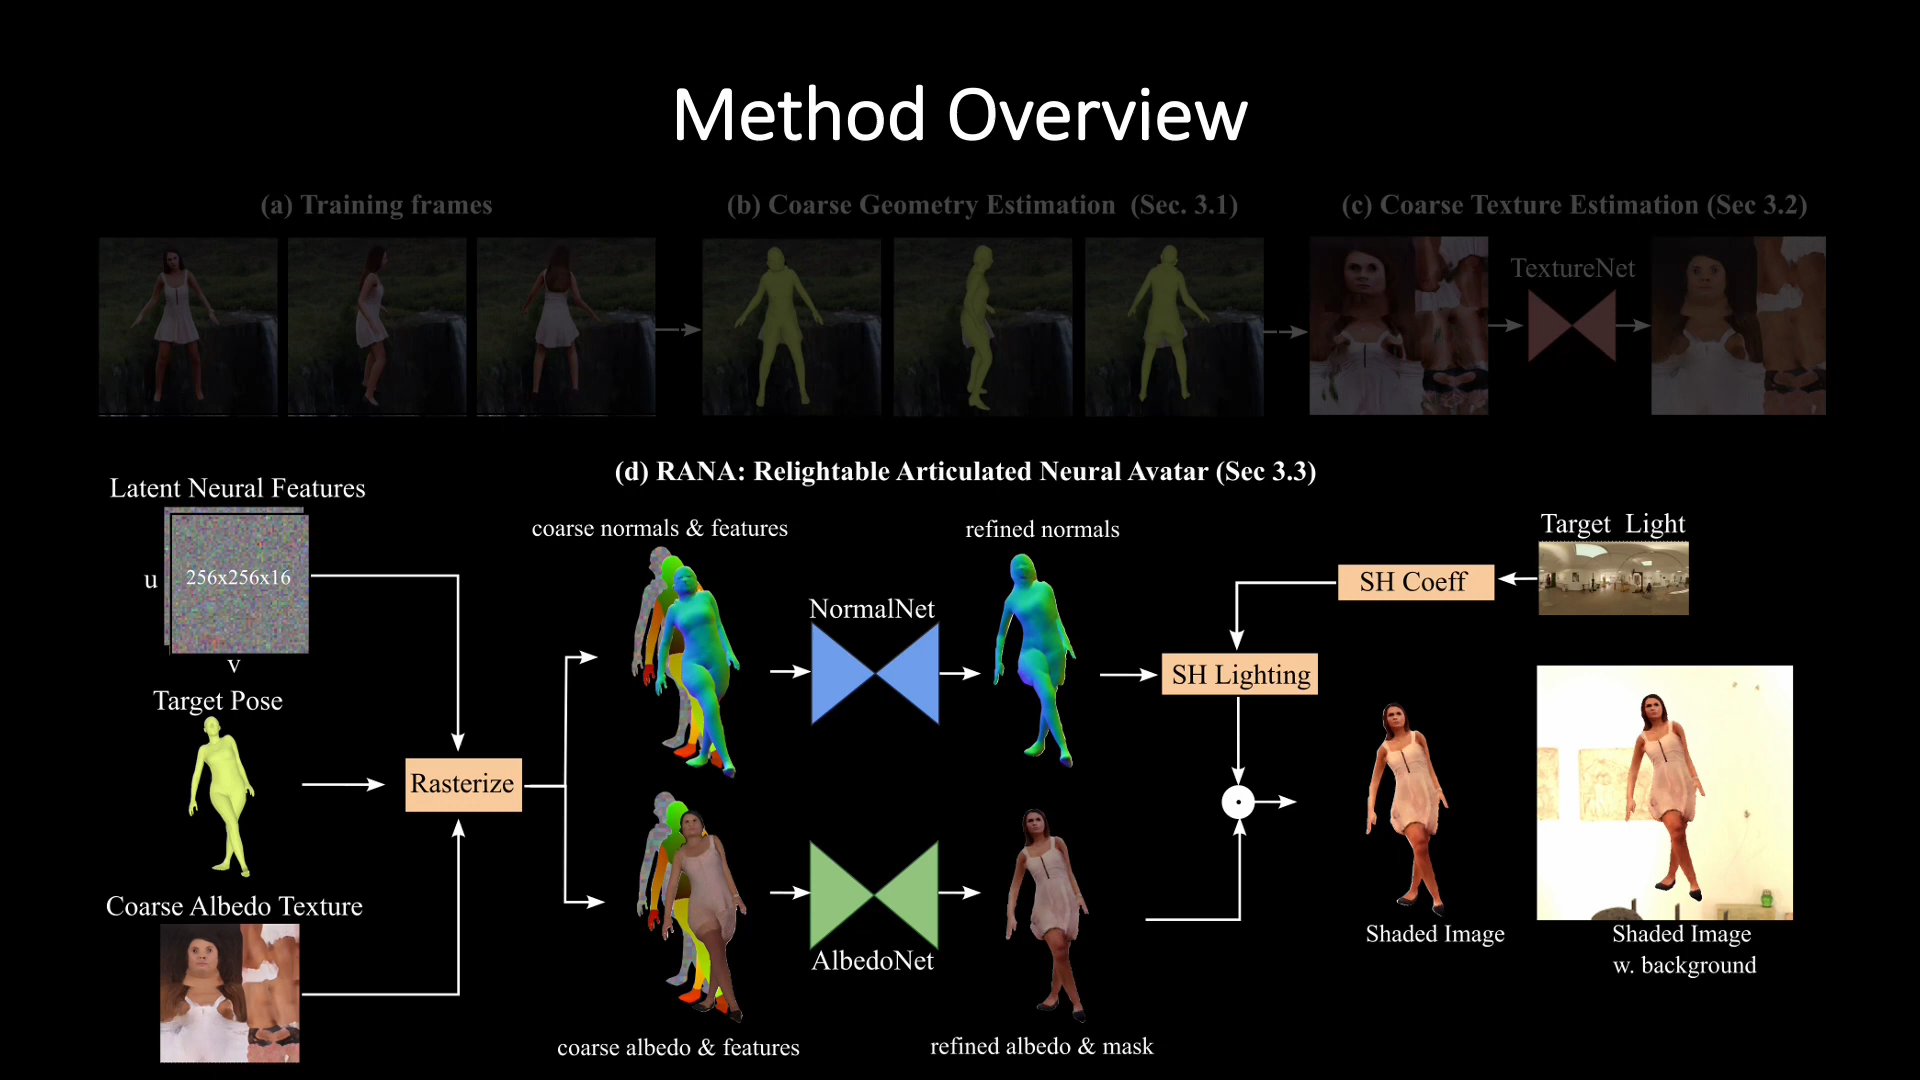 Method Overview
(a) Training frames
(b) Coarse Geometry Estimation (Sec. 3.1)
(c) Coarse Texture Estimation (Sec 3.2)
TextureNet
(d) RANA: Relightable Articulated Neural Avatar (Sec 3.3)
Latent Neural Features
u
256x256x16
v
Target Pose
Coarse Albedo Texture
Rasterize
coarse normals & features
NormalNet
refined normals
coarse albedo & features
AlbedoNet
refined albedo & mask
Target Light
SH Coeff
SH Lighting
Shaded Image
Shaded Image
w. background